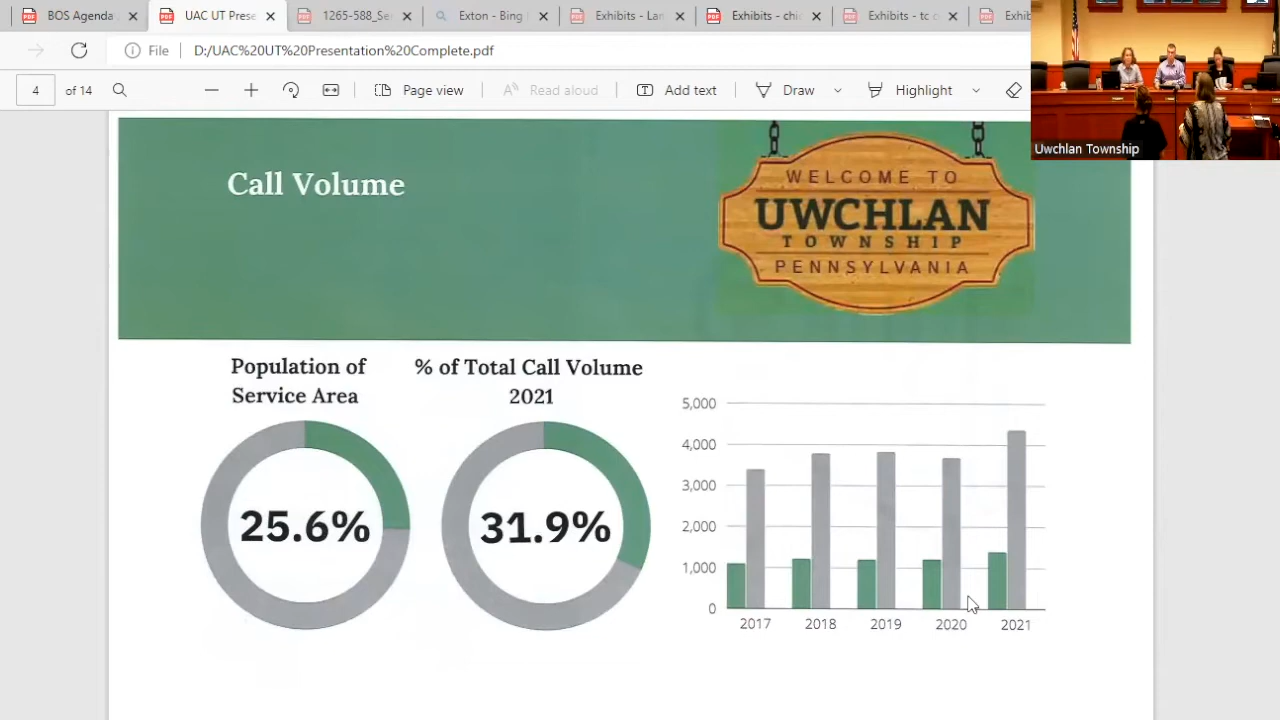 BOS Agenda
UAC UT Prese
1265-588 Se
Exton - Bing
Exhibits - Lan
Exhibits - chi
Exhibits - tc c
Exhib
File
D:/UAC%20UT%20Presentation%20Complete.pdf
4 of 14
Page view
Read aloud
Add text
Draw
Highlight
Uwchlan Township
Call Volume
WELCOME TO
UWCHLAN
TOWNSHIP
PENNSYLVANIA
Population of
Service Area
25.6%
% of Total Call Volume
2021
31.9%
5,000
4,000
3,000
2,000
1,000
0
2017 2018 2019 2020 2021